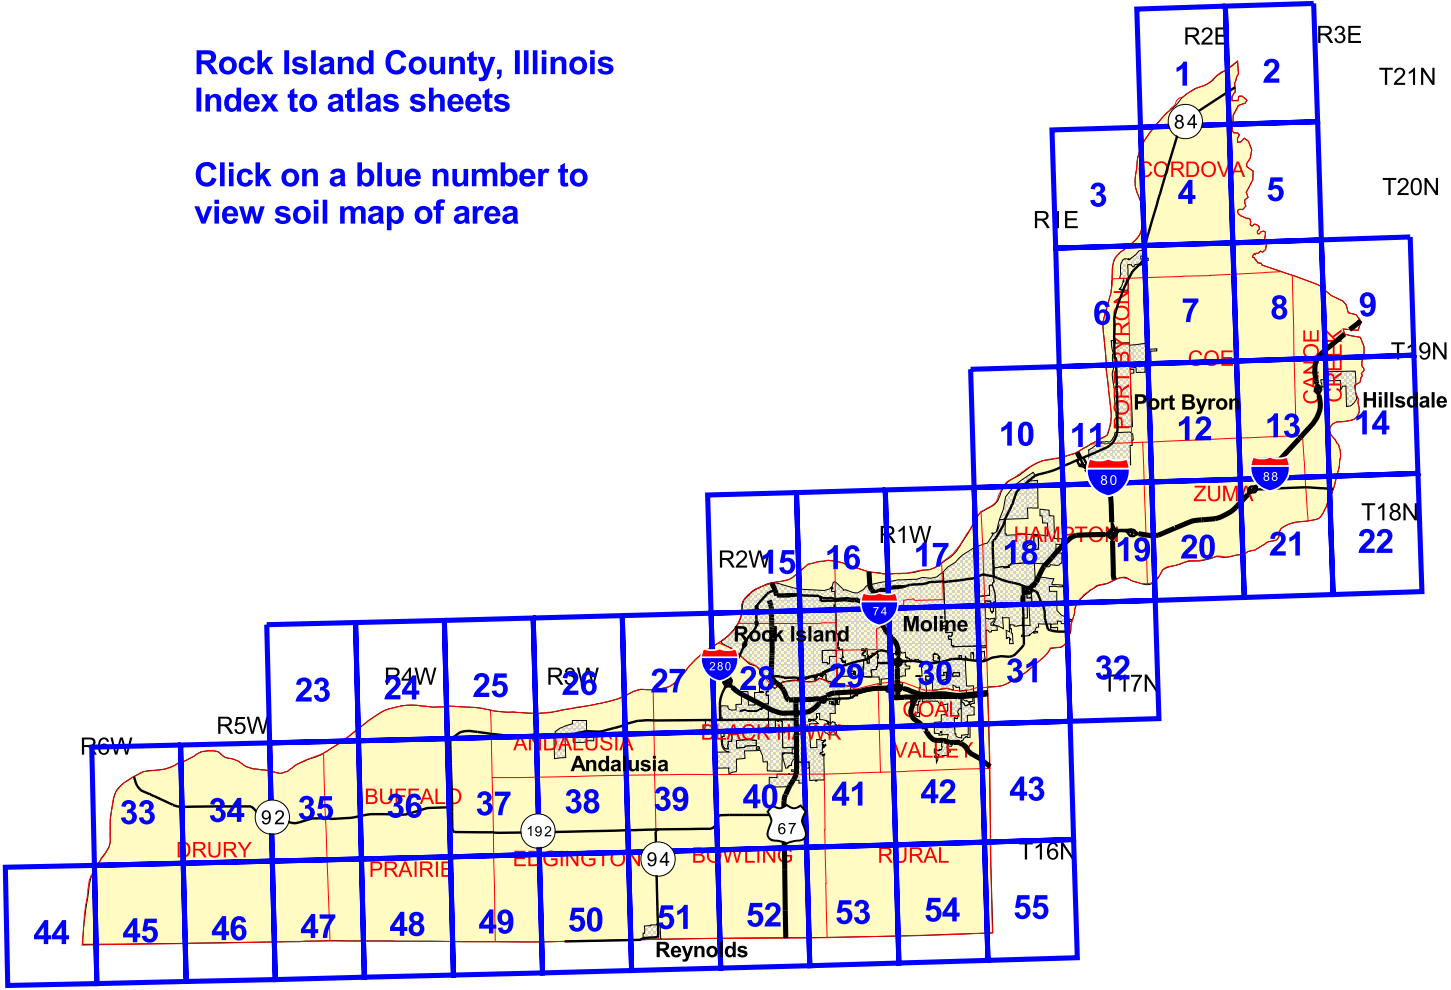 Rock Island County, Illinois
Index to atlas sheets
Click on a blue number to
view soil map of area
R2E
R3E
1
2
T21N
84
CORDOVA
3
4
5
T20N
R1E
6
7
8
9
PORT BYRON
COE
CANOE
CREEK
T19N
Port Byron
Hillsdale
10
11
12
13
14
80
88
ZUMA
T18N
R1W
HAMPTON
R2W
15
16
17
18
19
20
21
22
74
Moline
Rock Island
280
R4W
R3W
23
24
25
26
27
28
29
30
31
32
T17N
COAL
VALLEY
R5W
R6W
BLACK HAWK
ANDALUSIA
Andalusia
BUFFALO
33
34
35
36
37
38
39
40
41
42
43
92
192
67
DRURY
PRAIRIE
EDGINGTON
94
BOWLING
RURAL
T16N
44
45
46
47
48
49
50
51
52
53
54
55
Reynolds